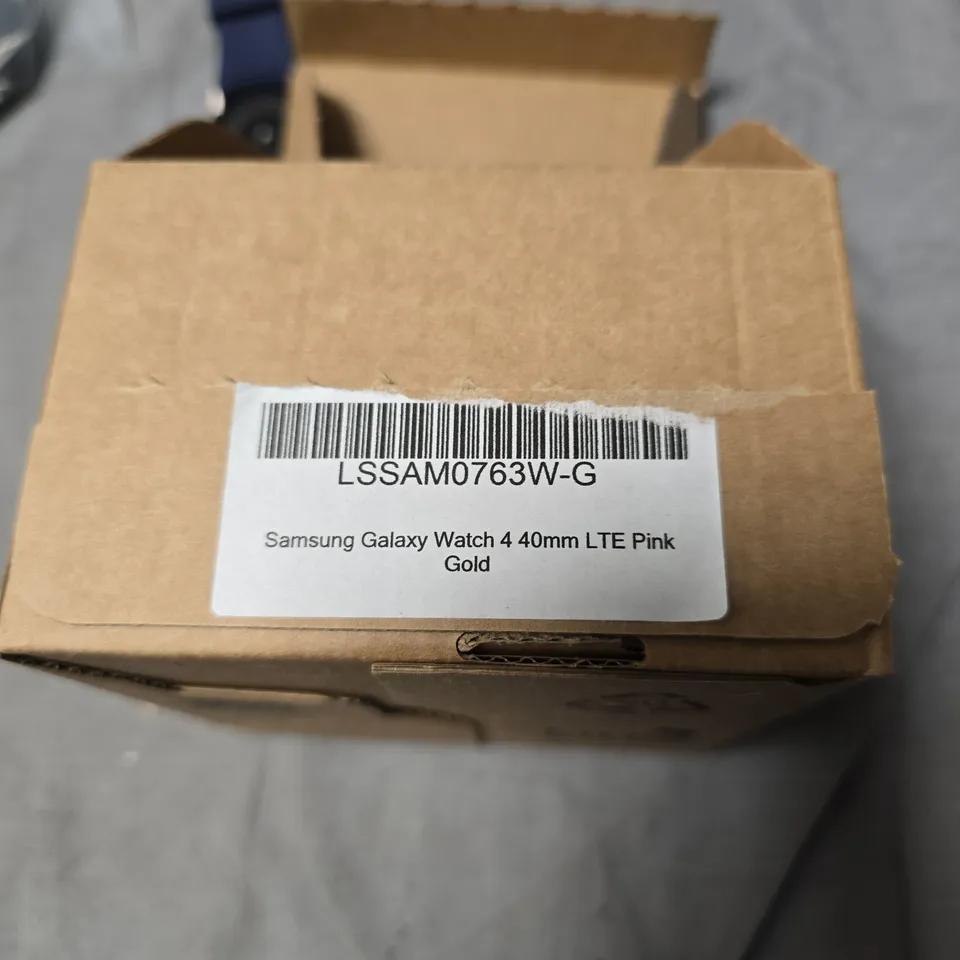 LSSAM0763W-G
Samsung Galaxy Watch 4 40mm LTE Pink
Gold